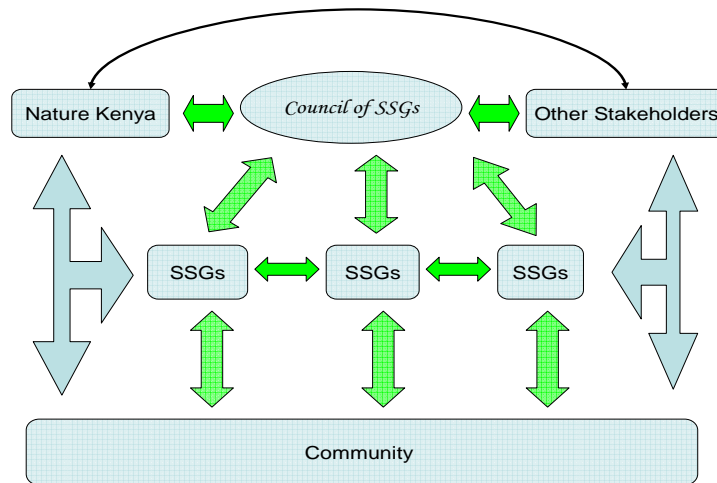 Nature Kenya
Council of SSGs
Other Stakeholders
SSGs
SSGs
SSGs
Community